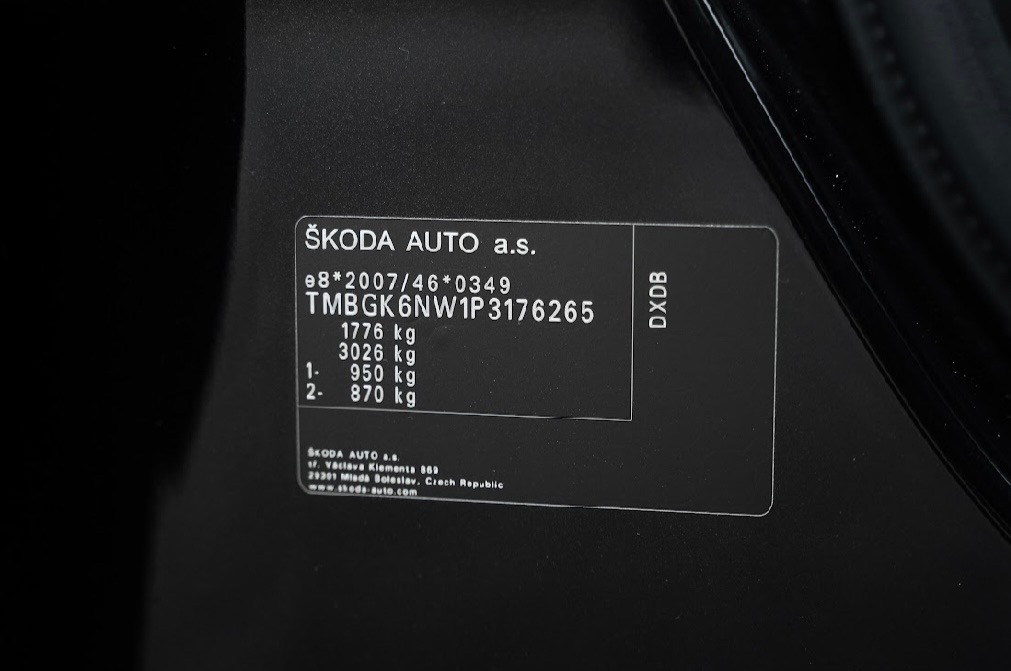 ŠKODA AUTO a.s.
e8*2007/46*0349
TMBGK6NW1P3176265
1776 kg
3026 kg
1- 950 kg
2- 870 kg
DXDB
ŠKODA AUTO a.s.
tř. Václava Klementa 869
29301 Mladá Boleslav, Czech Republic
www.skoda-auto.com